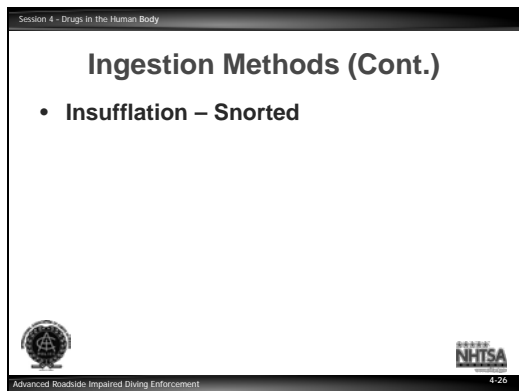 Session 4 - Drugs in the Human Body
Ingestion Methods (Cont.)
• Insufflation – Snorted
NHTSA
Advanced Roadside Impaired Diving Enforcement
4-26